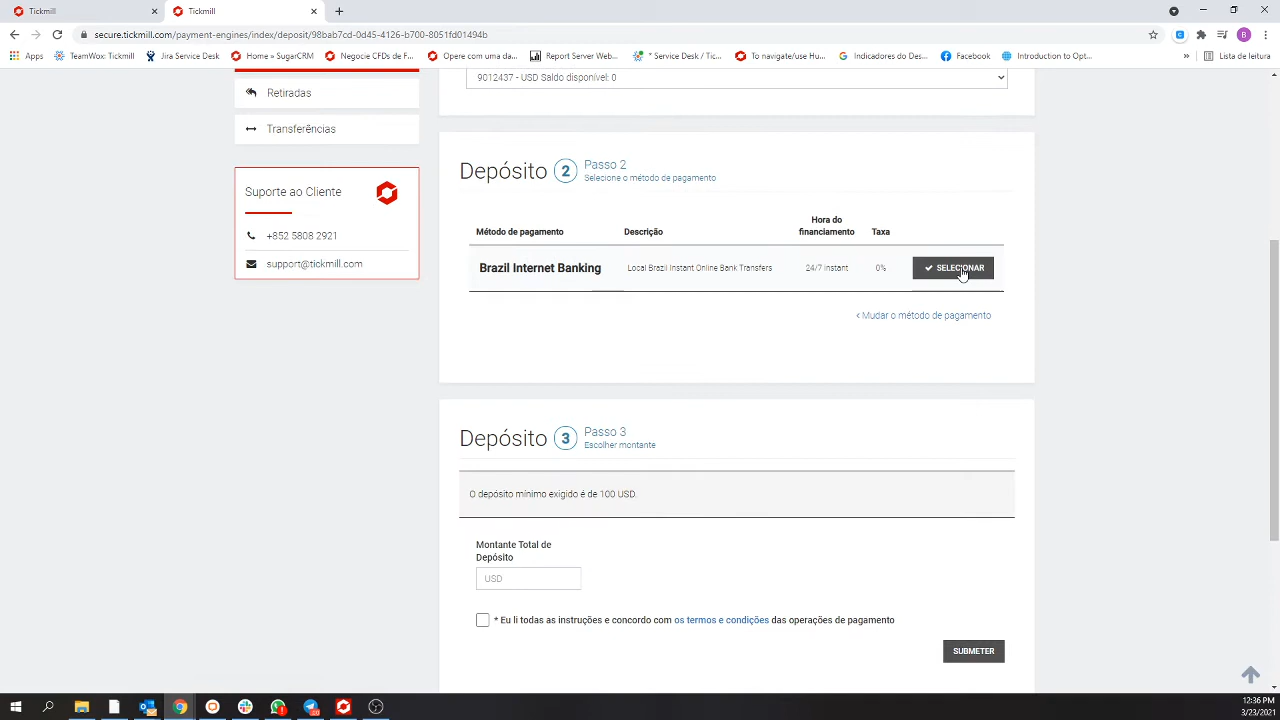 Tickmill
Tickmill
secure.tickmill.com/payment-engines/index/deposit/98bab7cd-0d45-4126-b700-8051fd01494b
B
Apps
TeamWox: Tickmill
Jira Service Desk
Home » SugarCRM
Negocie CFDs de F...
Opere com uma da...
Report Server Web...
* Service Desk / Tic...
To navigate/use Hu...
Indicadores do Des...
Facebook
Introduction to Opt...
»
Lista de leitura
9012437 - USD Saldo disponível: 0
Retiradas
Transferências
Suporte ao Cliente
+852 5808 2921
support@tickmill.com
Depósito 2 Passo 2
Selecione o método de pagamento
Método de pagamento
Descrição
Hora do
financiamento
Taxa
Brazil Internet Banking
Local Brazil Instant Online Bank Transfers
24/7 Instant
0%
SELECIONAR
< Mudar o método de pagamento
Depósito 3 Passo 3
Escolher montante
O depósito mínimo exigido é de 100 USD.
Montante Total de
Depósito
USD
* Eu li todas as instruções e concordo com os termos e condições das operações de pagamento
SUBMETER
12:36 PM
3/23/2021